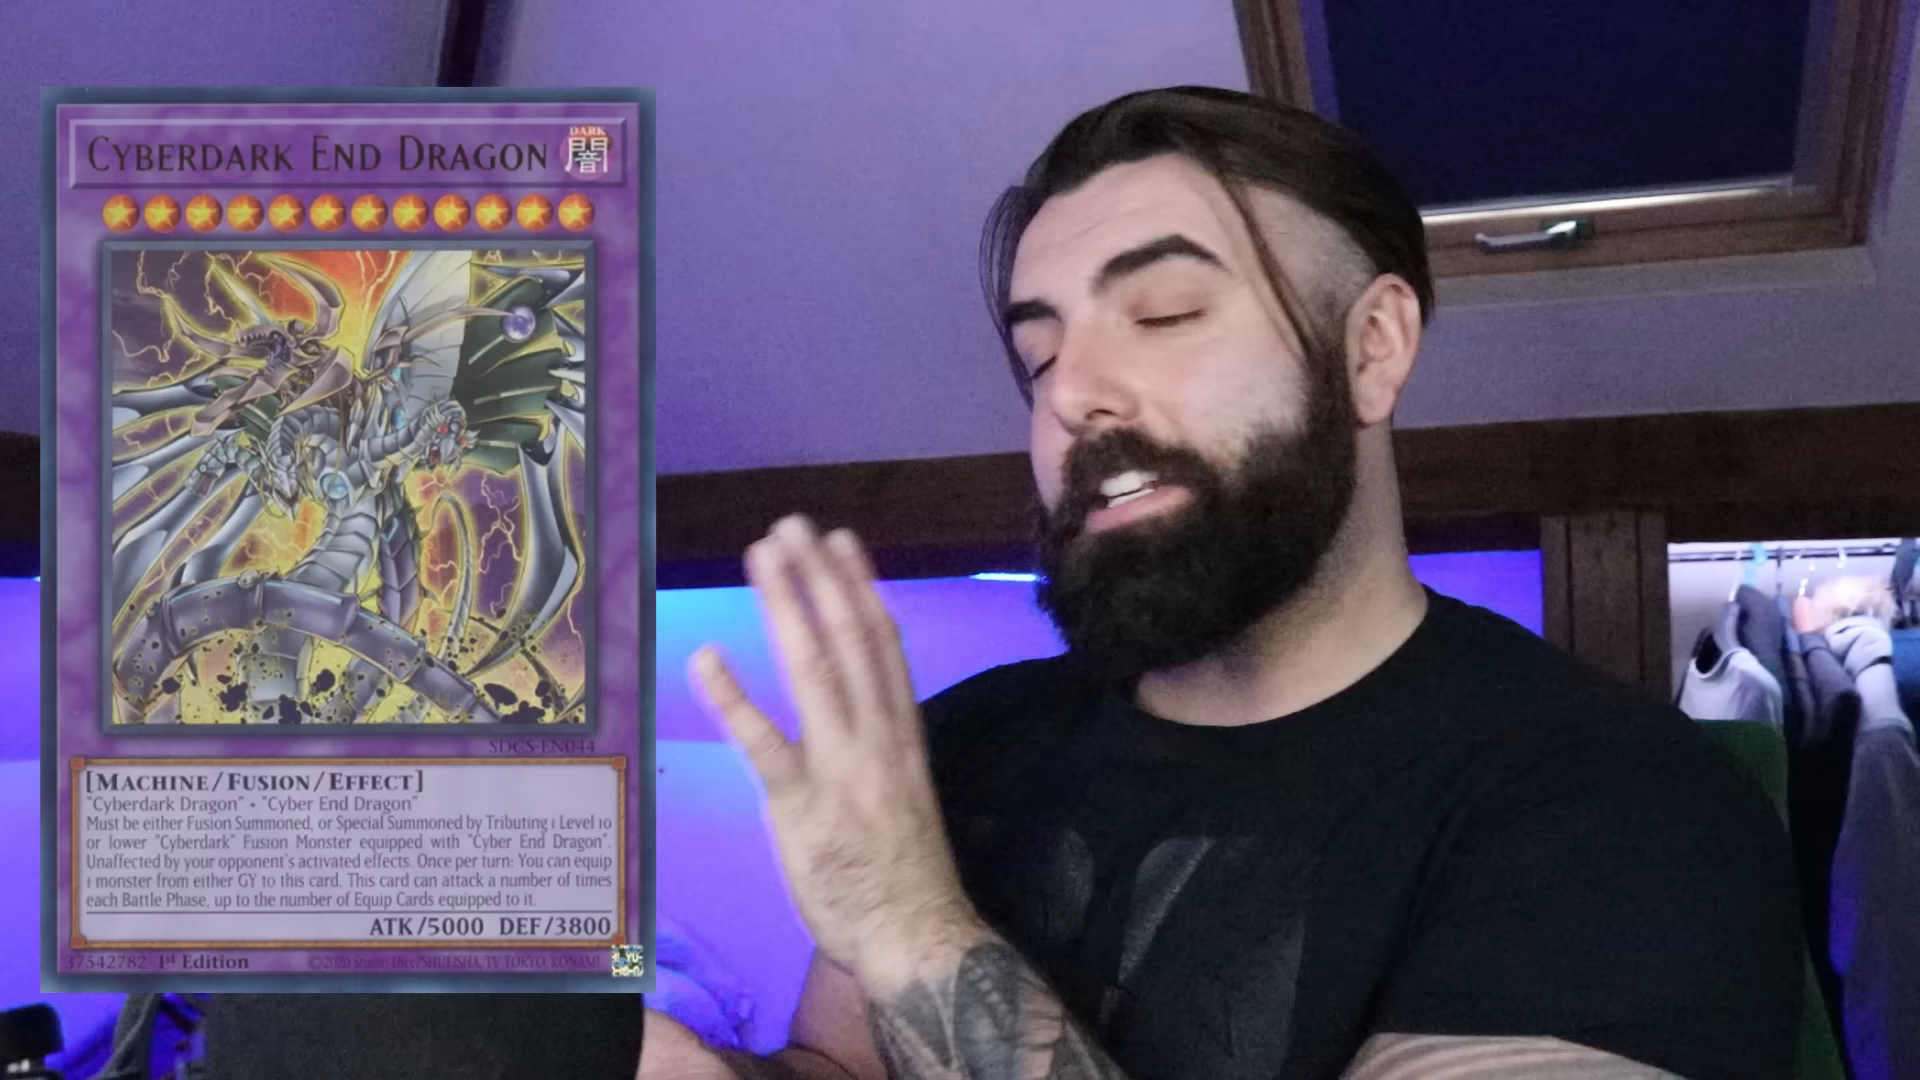 CYBERDARK END DRAGON
DARK
闇
SDCS-EN044
[MACHINE/FUSION/EFFECT]
"Cyberdark Dragon" + "Cyber End Dragon"
Must be either Fusion Summoned, or Special Summoned by Tributing 1 Level 10
or lower "Cyberdark" Fusion Monster equipped with "Cyber End Dragon".
Unaffected by your opponent's activated effects. Once per turn: You can equip
1 monster from either GY to this card. This card can attack a number of times
each Battle Phase, up to the number of Equip Cards equipped to it.
ATK/5000 DEF/3800
37542782 1st Edition ©2020 Studio Dice/SHUEISHA, TV TOKYO, KONAMI